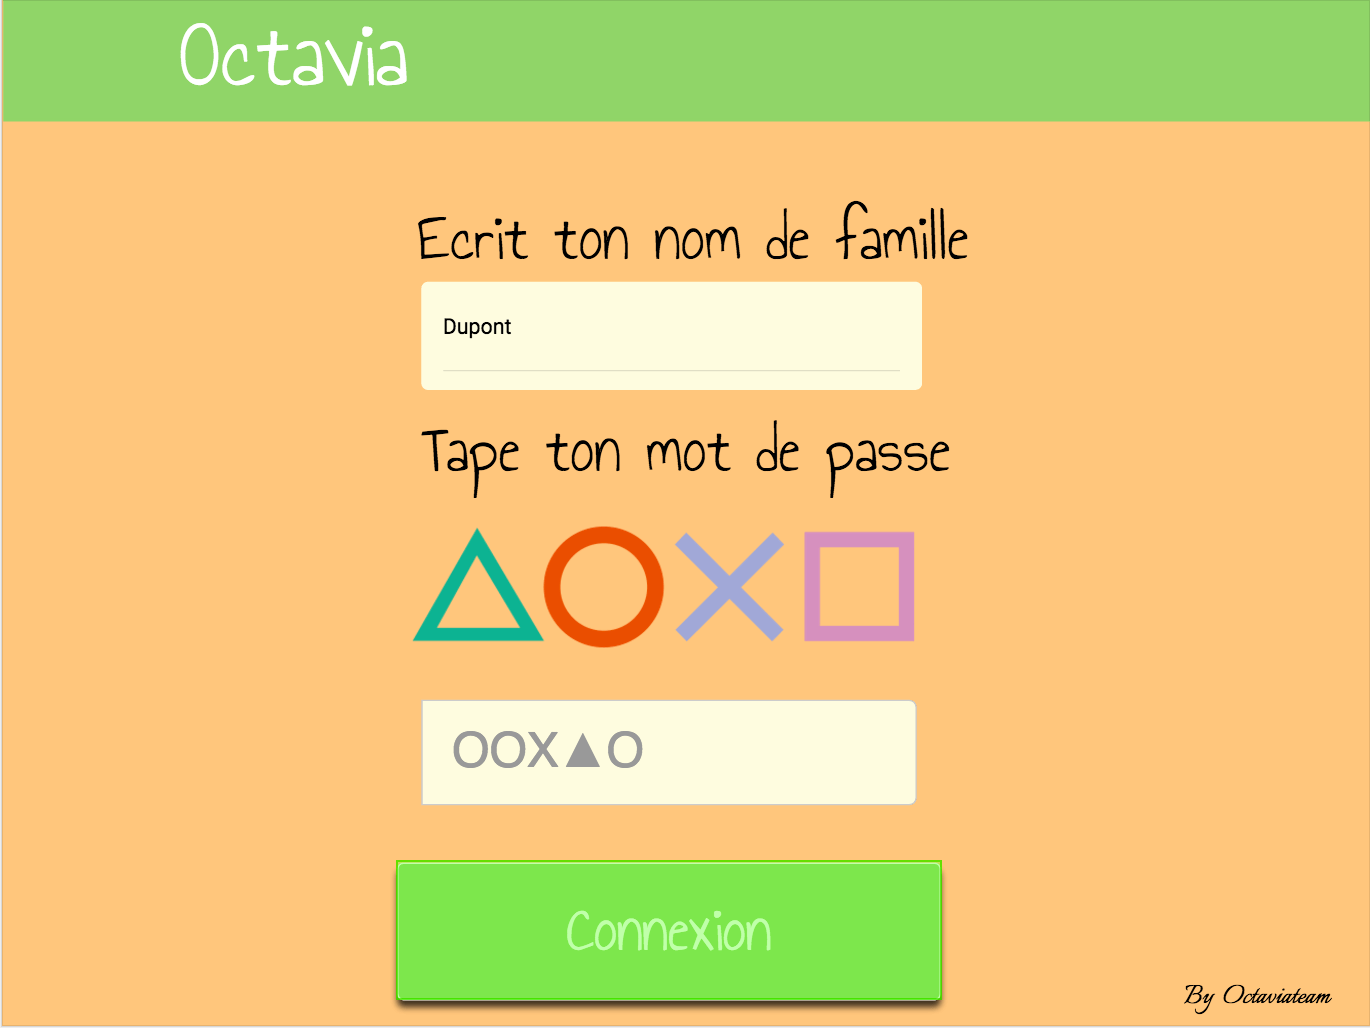 Octavia
Ecrit ton nom de famille
Dupont
Tape ton mot de passe
OOX▲O
Connexion
By Octaviateam